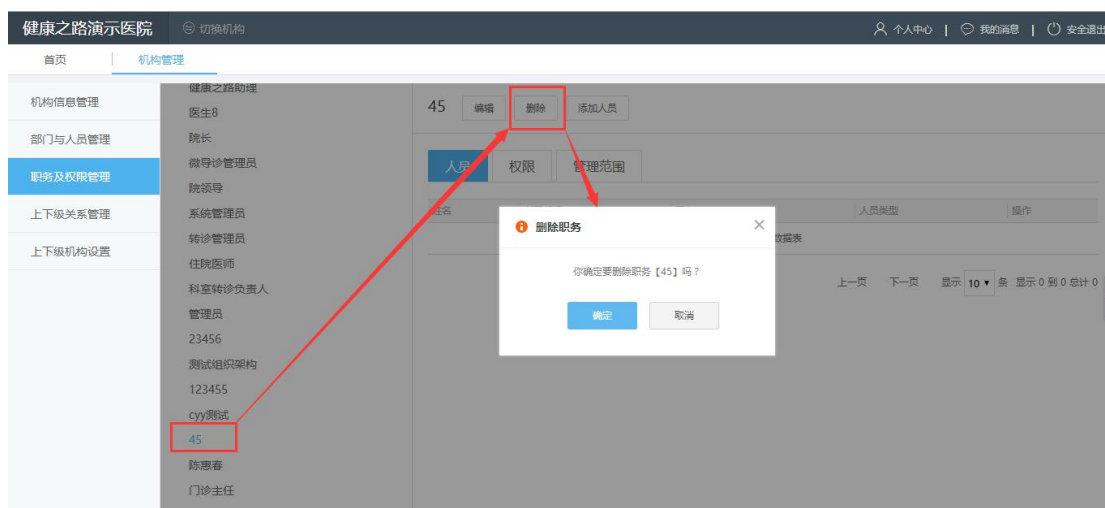 健康之路演示医院 切换机构 个人中心 | 我的消息 | 安全退出
首页 机构管理
机构信息管理
部门与人员管理
职务及权限管理
上下级关系管理
上下级机构设置
健康之路助理
医生8
院长
微导诊管理员
院领导
系统管理员
转诊管理员
住院医师
科室转诊负责人
管理员
23456
测试组织架构
123455
cyy测试
45
陈惠春
门诊主任
45 编辑 删除 添加人员
人员 权限 管理范围
姓名 人员类型 操作
数据表
上一页 下一页 显示 10 条 显示 0 到 0 总计 0
删除职务
你确定要删除职务【45】吗？
确定 取消